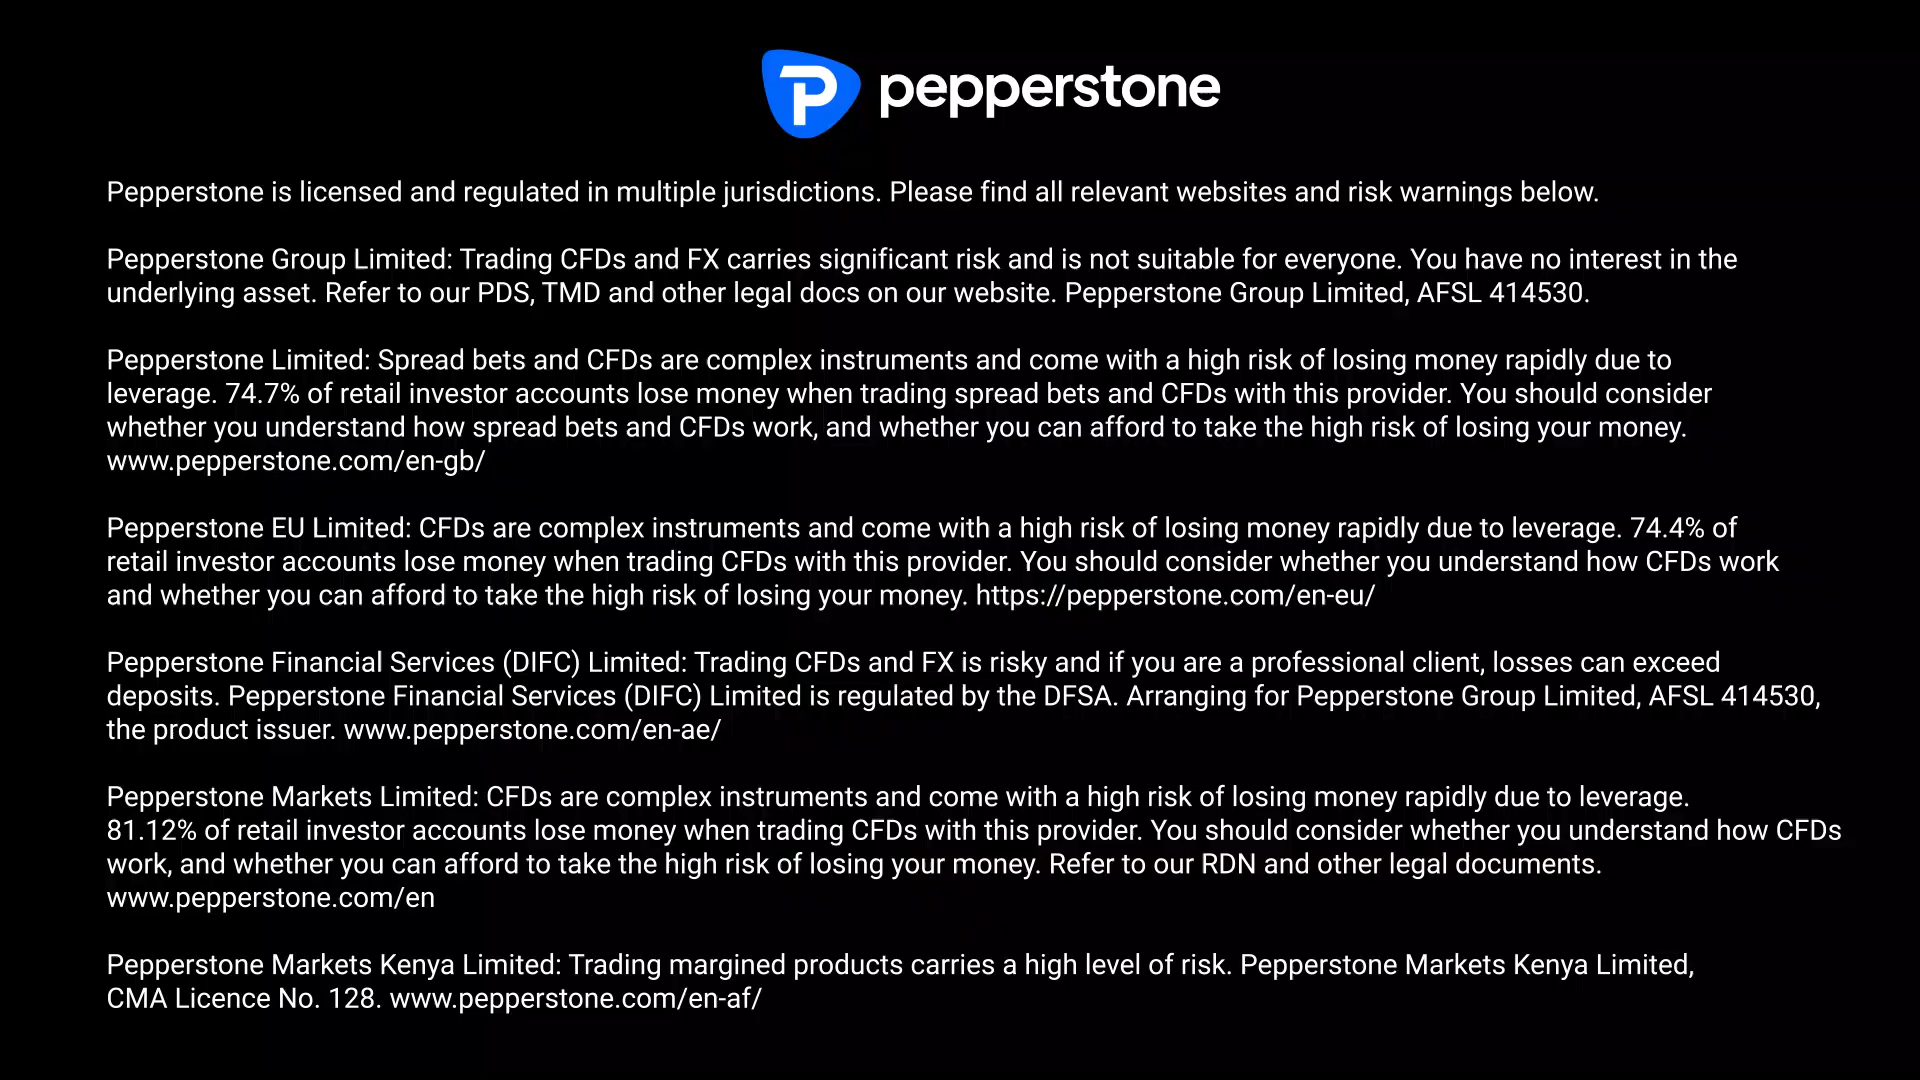 pepperstone
Pepperstone is licensed and regulated in multiple jurisdictions. Please find all relevant websites and risk warnings below.
Pepperstone Group Limited: Trading CFDs and FX carries significant risk and is not suitable for everyone. You have no interest in the
underlying asset. Refer to our PDS, TMD and other legal docs on our website. Pepperstone Group Limited, AFSL 414530.
Pepperstone Limited: Spread bets and CFDs are complex instruments and come with a high risk of losing money rapidly due to
leverage. 74.7% of retail investor accounts lose money when trading spread bets and CFDs with this provider. You should consider
whether you understand how spread bets and CFDs work, and whether you can afford to take the high risk of losing your money.
www.pepperstone.com/en-gb/
Pepperstone EU Limited: CFDs are complex instruments and come with a high risk of losing money rapidly due to leverage. 74.4% of
retail investor accounts lose money when trading CFDs with this provider. You should consider whether you understand how CFDs work
and whether you can afford to take the high risk of losing your money. https://pepperstone.com/en-eu/
Pepperstone Financial Services (DIFC) Limited: Trading CFDs and FX is risky and if you are a professional client, losses can exceed
deposits. Pepperstone Financial Services (DIFC) Limited is regulated by the DFSA. Arranging for Pepperstone Group Limited, AFSL 414530,
the product issuer. www.pepperstone.com/en-ae/
Pepperstone Markets Limited: CFDs are complex instruments and come with a high risk of losing money rapidly due to leverage.
81.12% of retail investor accounts lose money when trading CFDs with this provider. You should consider whether you understand how CFDs
work, and whether you can afford to take the high risk of losing your money. Refer to our RDN and other legal documents.
www.pepperstone.com/en
Pepperstone Markets Kenya Limited: Trading margined products carries a high level of risk. Pepperstone Markets Kenya Limited,
CMA Licence No. 128. www.pepperstone.com/en-af/